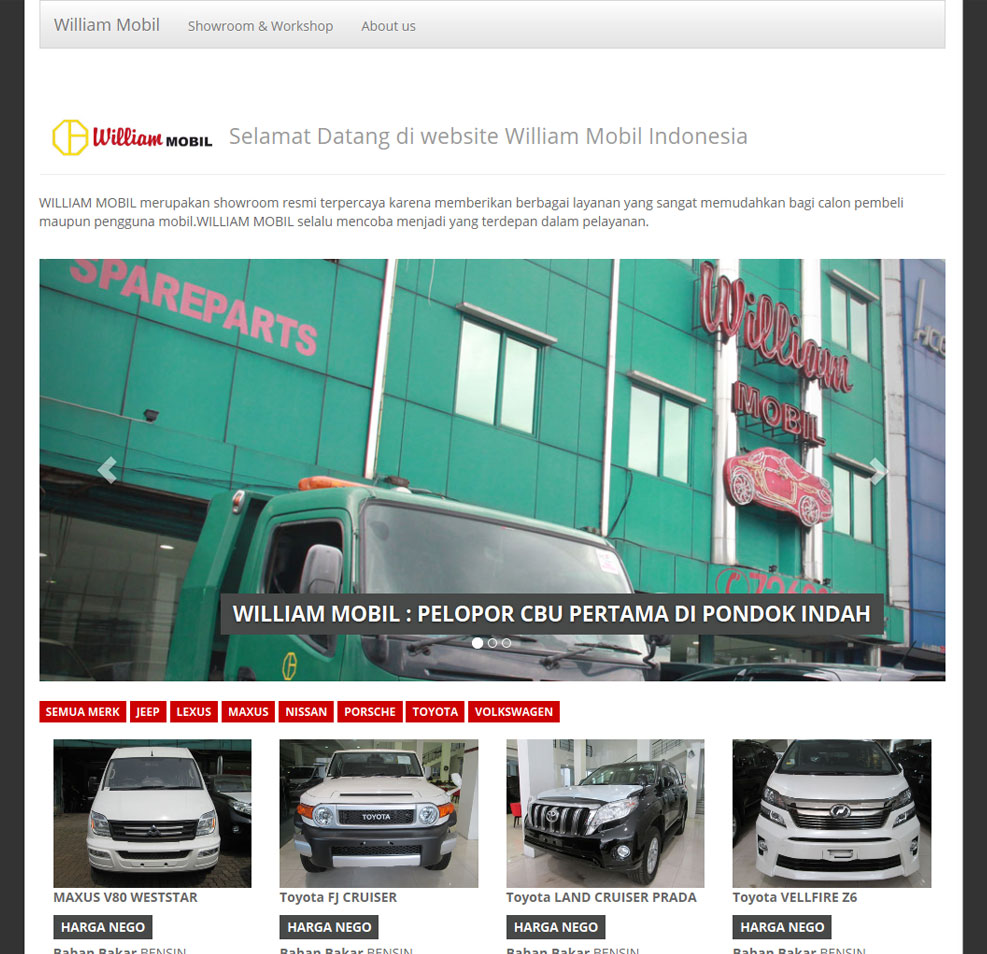 William Mobil Showroom & Workshop About us
William MOBIL Selamat Datang di website William Mobil Indonesia
WILLIAM MOBIL merupakan showroom resmi terpercaya karena memberikan berbagai layanan yang sangat memudahkan bagi calon pembeli
maupun pengguna mobil.WILLIAM MOBIL selalu mencoba menjadi yang terdepan dalam pelayanan.
SPAREPARTS
William
MOBIL
WILLIAM MOBIL : PELOPOR CBU PERTAMA DI PONDOK INDAH
SEMUA MERK JEEP LEXUS MAXUS NISSAN PORSCHE TOYOTA VOLKSWAGEN
TOYOTA
MAXUS V80 WESTSTAR Toyota FJ CRUISER Toyota LAND CRUISER PRADA Toyota VELLFIRE Z6
HARGA NEGO HARGA NEGO HARGA NEGO HARGA NEGO
Bahan Bakar BENSIN Bahan Bakar BENSIN Bahan Bakar BENSIN Bahan Bakar BENSIN